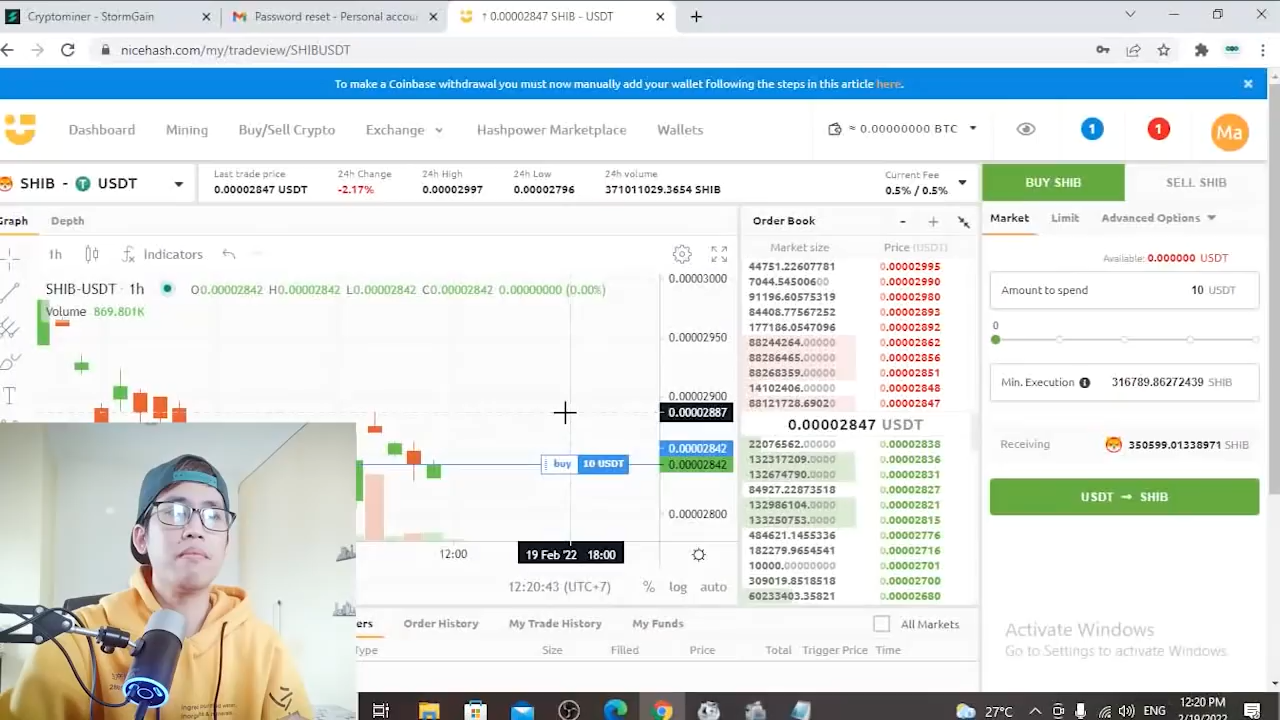 Cryptominer - StormGain
Password reset - Personal accou
↑ 0.00002847 SHIB - USDT
nicehash.com/my/tradeview/SHIBUSDT
To make a Coinbase withdrawal you must now manually add your wallet following the steps in this article here.
Dashboard Mining Buy/Sell Crypto Exchange Hashpower Marketplace Wallets
≈ 0.00000000 BTC
1
1
Ma
SHIB - USDT
Last trade price 24h Change 24h High 24h Low 24h volume
0.00002847 USDT -2.17% 0.00002997 0.00002796 371011029.3654 SHIB
Current Fee
0.5% / 0.5%
BUY SHIB SELL SHIB
Graph Depth
Order Book
- +
Market Limit Advanced Options
1h Indicators
Market size Price (USDT)
Available: 0.000000 USDT
SHIB-USDT · 1h O0.00002842 H0.00002842 L0.00002842 C0.00002842 0.00000000 (0.00%)
Volume 869.801K
0.00003000
0.00002950
0.00002900
0.00002887
0.00002842
0.00002842
0.00002800
buy 10 USDT
12:00
19 Feb '22 18:00
12:20:43 (UTC+7) % log auto
44751.22607781 0.00002995
7044.54500600 0.00002990
91196.60575319 0.00002980
84408.77567252 0.00002893
177186.0547096 0.00002892
88244264.00000 0.00002862
88286465.00000 0.00002856
88268359.00000 0.00002851
14102406.00000 0.00002848
88121728.69020 0.00002847
0.00002847 USDT
22076562.00000 0.00002838
132317209.0000 0.00002836
132674790.0000 0.00002831
84927.22873518 0.00002827
132986104.0000 0.00002821
133250753.0000 0.00002815
484621.1455336 0.00002776
182279.9654541 0.00002716
10000.00000000 0.00002701
309019.8518518 0.00002700
60233403.35821 0.00002680
Amount to spend 10 USDT
0
Min. Execution 316789.86272439 SHIB
Receiving 350599.01338971 SHIB
USDT → SHIB
ers Order History My Trade History My Funds
All Markets
Type Size Filled Price Total Trigger Price Time
Activate Windows
Go to Settings to activate Windows.
27°C
ENG
12:20 PM
2/19/2022